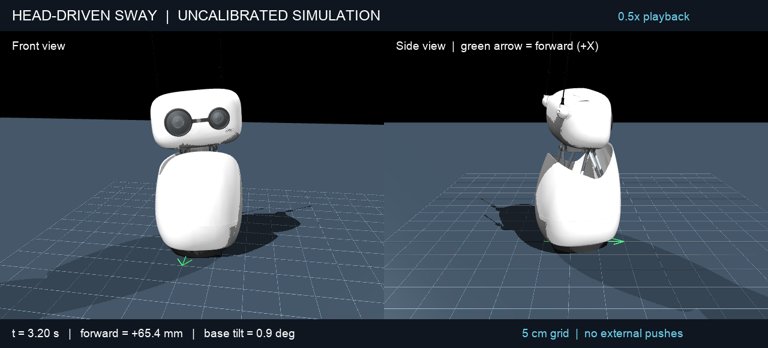 HEAD-DRIVEN SWAY | UNCALIBRATED SIMULATION
0.5x playback
Front view
Side view | green arrow = forward (+X)
t = 3.20 s | forward = +65.4 mm | base tilt = 0.9 deg
5 cm grid | no external pushes